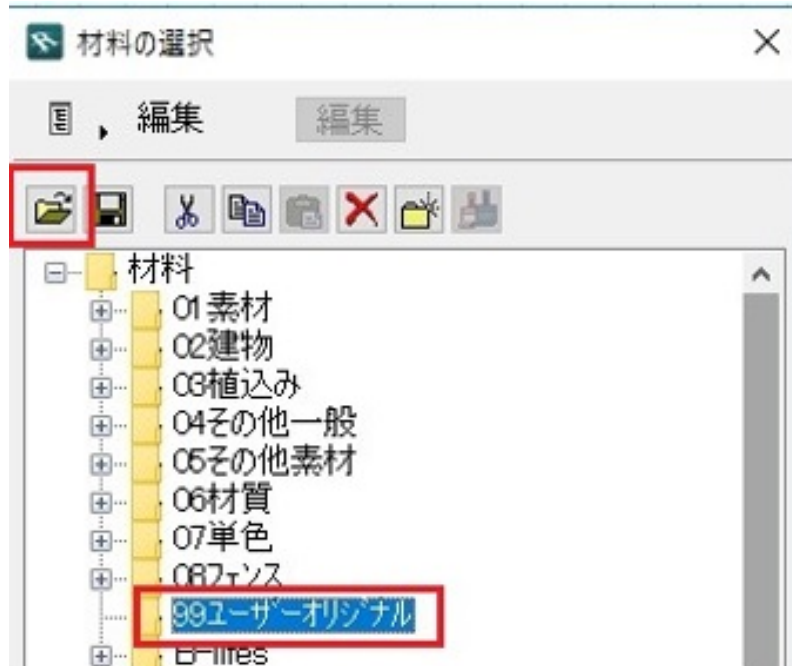 材料の選択
編集 編集
材料
01素材
02建物
03植込み
04その他一般
05その他素材
06材質
07単色
08ﾌｪﾝｽ
99ﾕｰｻﾞｰｵﾘｼﾞﾅﾙ